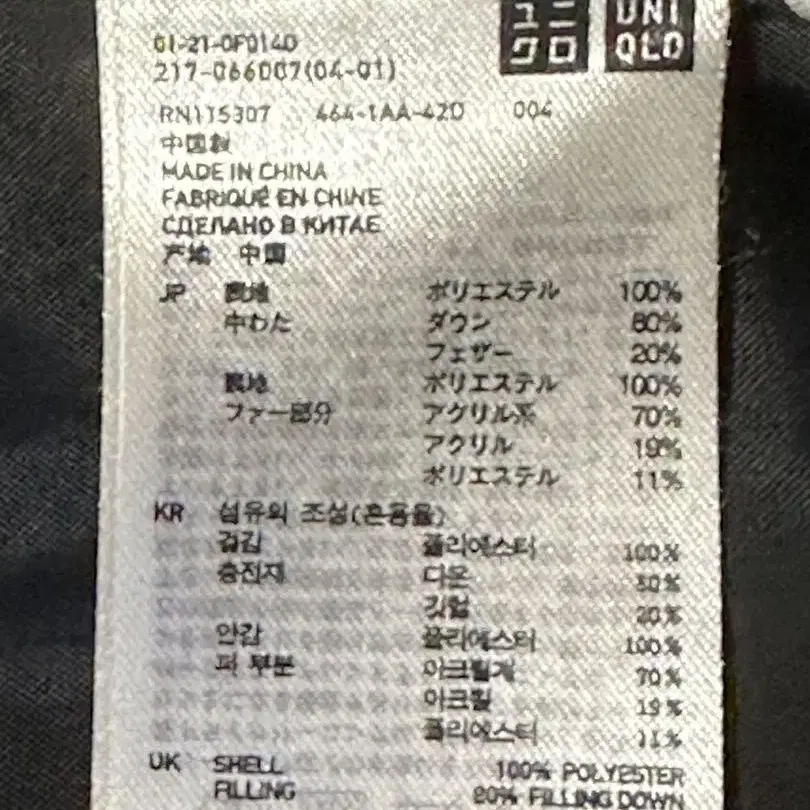 ユニクロ
UNIQLO
01-21-0F014D
217-066007(04-01)
RN115307 464-1AA-42D 004
中国製
MADE IN CHINA
FABRIQUÉ EN CHINE
СДЕЛАНО В КИТАЕ
产地 中国
JP 表地 ポリエステル 100%
中わた ダウン 80%
フェザー 20%
裏地 ポリエステル 100%
ファー部分 アクリル系 70%
アクリル 19%
ポリエステル 11%
KR 섬유의 조성(혼용율)
겉감 폴리에스터 100%
충전재 다운 80%
깃털 20%
안감 폴리에스터 100%
퍼 부분 아크릴계 70%
아크릴 19%
폴리에스터 11%
UK SHELL 100% POLYESTER
FILLING 80% FILLING DOWN